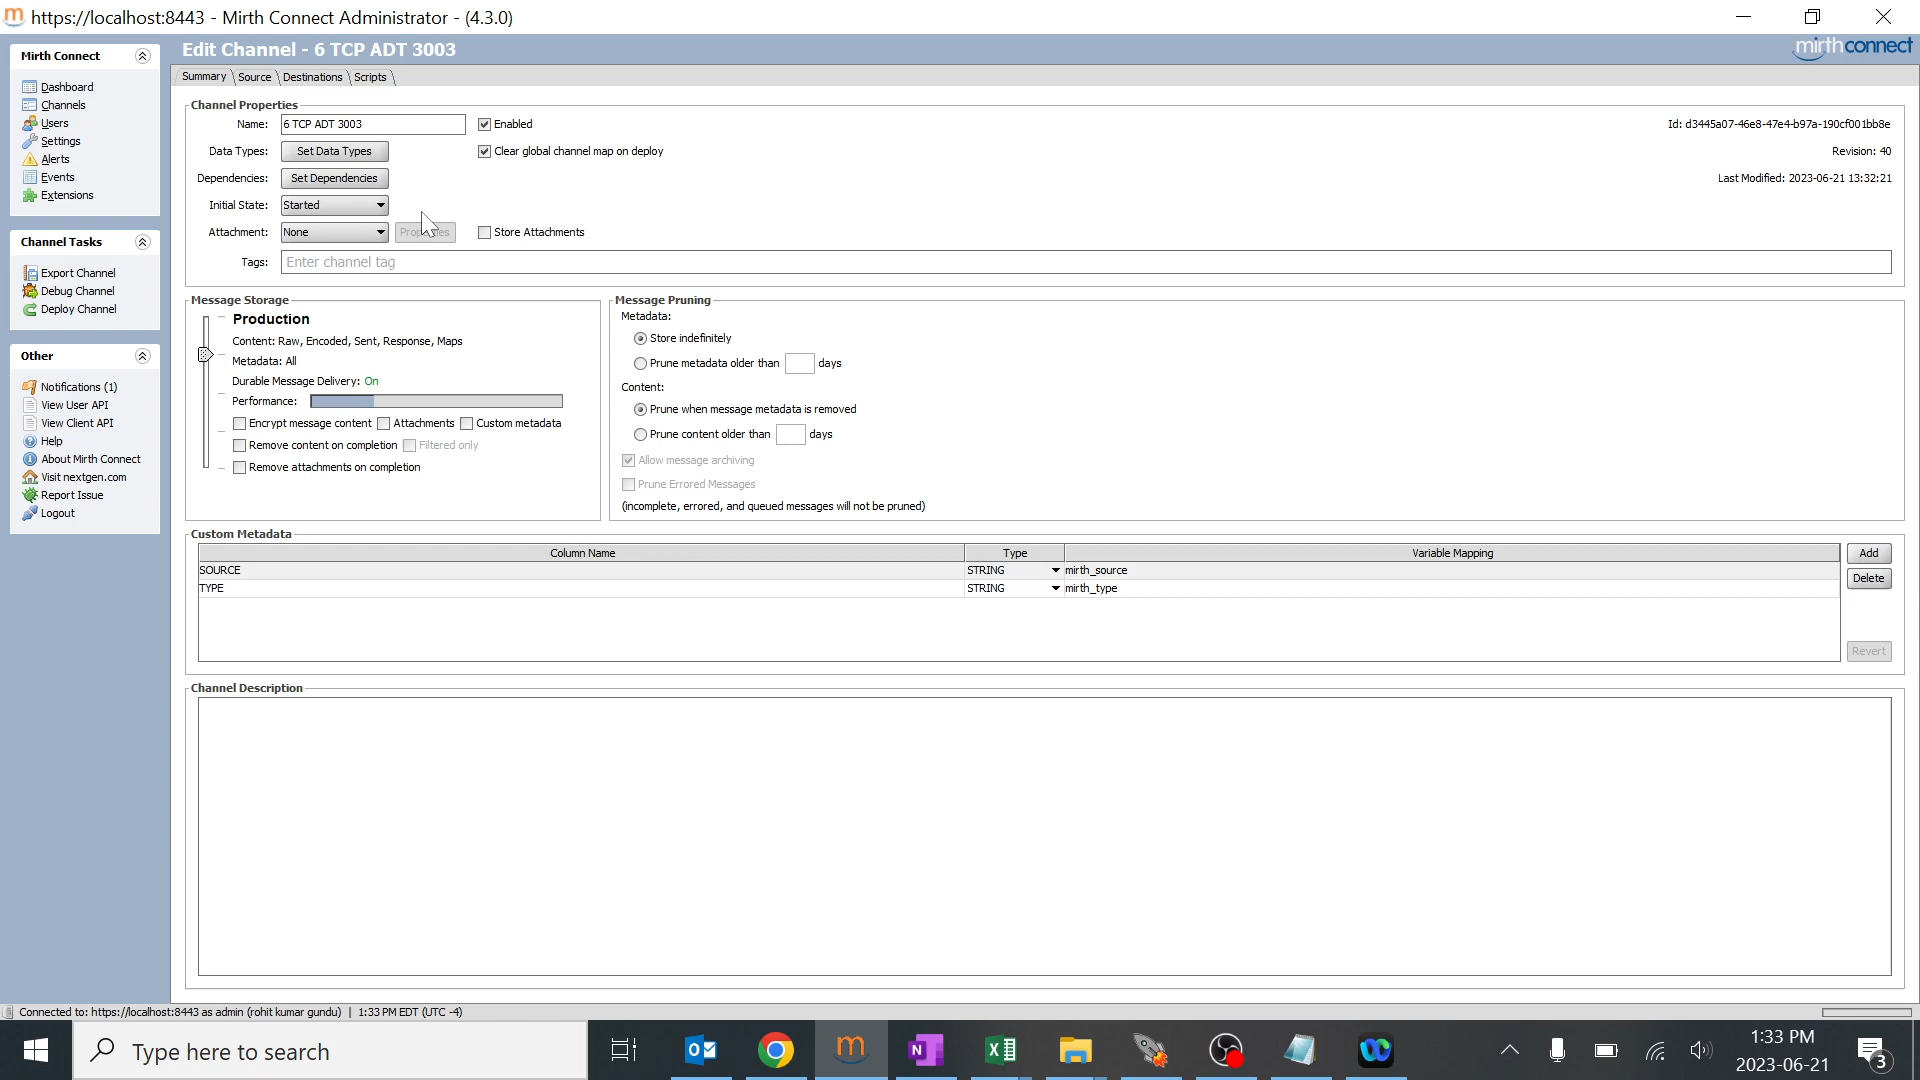 https://localhost:8443 - Mirth Connect Administrator - (4.3.0)
Mirth Connect
Dashboard
Channels
Users
Settings
Alerts
Events
Extensions
Channel Tasks
Export Channel
Debug Channel
Deploy Channel
Other
Notifications (1)
View User API
View Client API
Help
About Mirth Connect
Visit nextgen.com
Report Issue
Logout
Edit Channel - 6 TCP ADT 3003
mirthconnect
Summary Source Destinations Scripts
Channel Properties
Name: 6 TCP ADT 3003 Enabled Id: d3445a07-46e8-47e4-b97a-190cf001bb8e
Data Types: Set Data Types Clear global channel map on deploy Revision: 40
Dependencies: Set Dependencies Last Modified: 2023-06-21 13:32:21
Initial State: Started
Attachment: None Store Attachments
Tags: Enter channel tag
Message Storage
Production
Content: Raw, Encoded, Sent, Response, Maps
Metadata: All
Durable Message Delivery: On
Performance:
Encrypt message content Attachments Custom metadata
Remove content on completion Filtered only
Remove attachments on completion
Message Pruning
Metadata:
Store indefinitely
Prune metadata older than days
Content:
Prune when message metadata is removed
Prune content older than days
Allow message archiving
Prune Errored Messages
(incomplete, errored, and queued messages will not be pruned)
Custom Metadata
Column Name Type Variable Mapping
SOURCE STRING mirth_source
TYPE STRING mirth_type
Add
Delete
Revert
Channel Description
Connected to: https://localhost:8443 as admin (rohit kumar gundu) | 1:33 PM EDT (UTC -4)
Type here to search
1:33 PM
2023-06-21
3